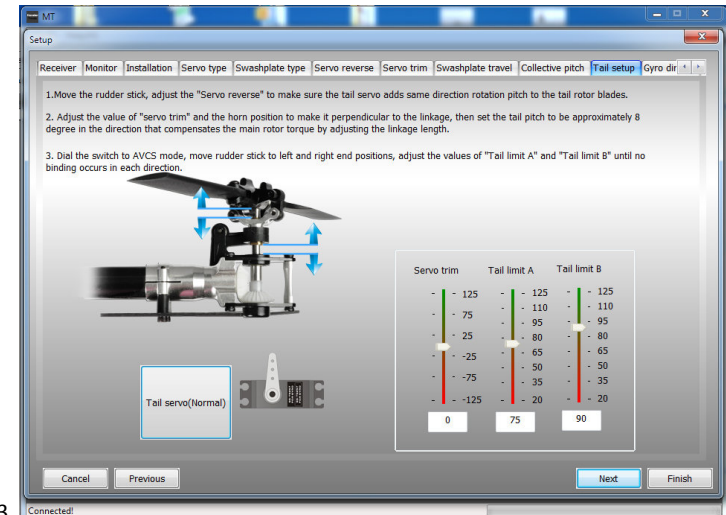 MT
Setup
Receiver Monitor Installation Servo type Swashplate type Servo reverse Servo trim Swashplate travel Collective pitch Tail setup Gyro dir
1.Move the rudder stick, adjust the "Servo reverse" to make sure the tail servo adds same direction rotation pitch to the tail rotor blades.
2. Adjust the value of "servo trim" and the horn position to make it perpendicular to the linkage, then set the tail pitch to be approximately 8
degree in the direction that compensates the main rotor torque by adjusting the linkage length.
3. Dial the switch to AVCS mode, move rudder stick to left and right end positions, adjust the values of "Tail limit A" and "Tail limit B" until no
binding occurs in each direction.
Servo trim Tail limit A Tail limit B
- - 125 - - 125 - - 125
- - 110 - - 110
- - 75 - - 95 - - 95
- - 25 - - 80 - - 80
- - -25 - - 65 - - 65
- - 50 - - 50
- - -75 - - 35 - - 35
- - -125 - - 20 - - 20
0 75 90
Tail servo(Normal)
Cancel Previous Next Finish
3
Connected!